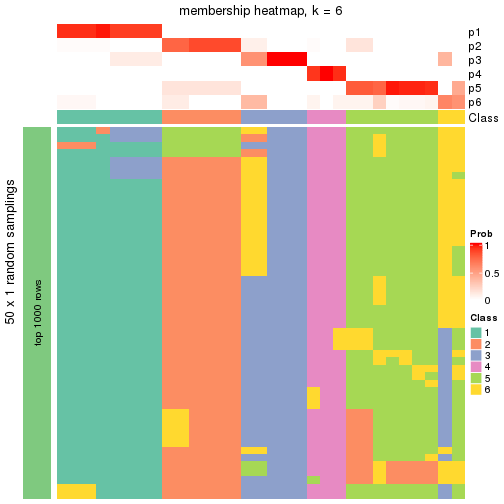 membership heatmap, k = 6
p1
p2
p3
p4
p5
p6
Class
50 x 1 random samplings
top 1000 rows
Prob
1
0.5
0
Class
1
2
3
4
5
6